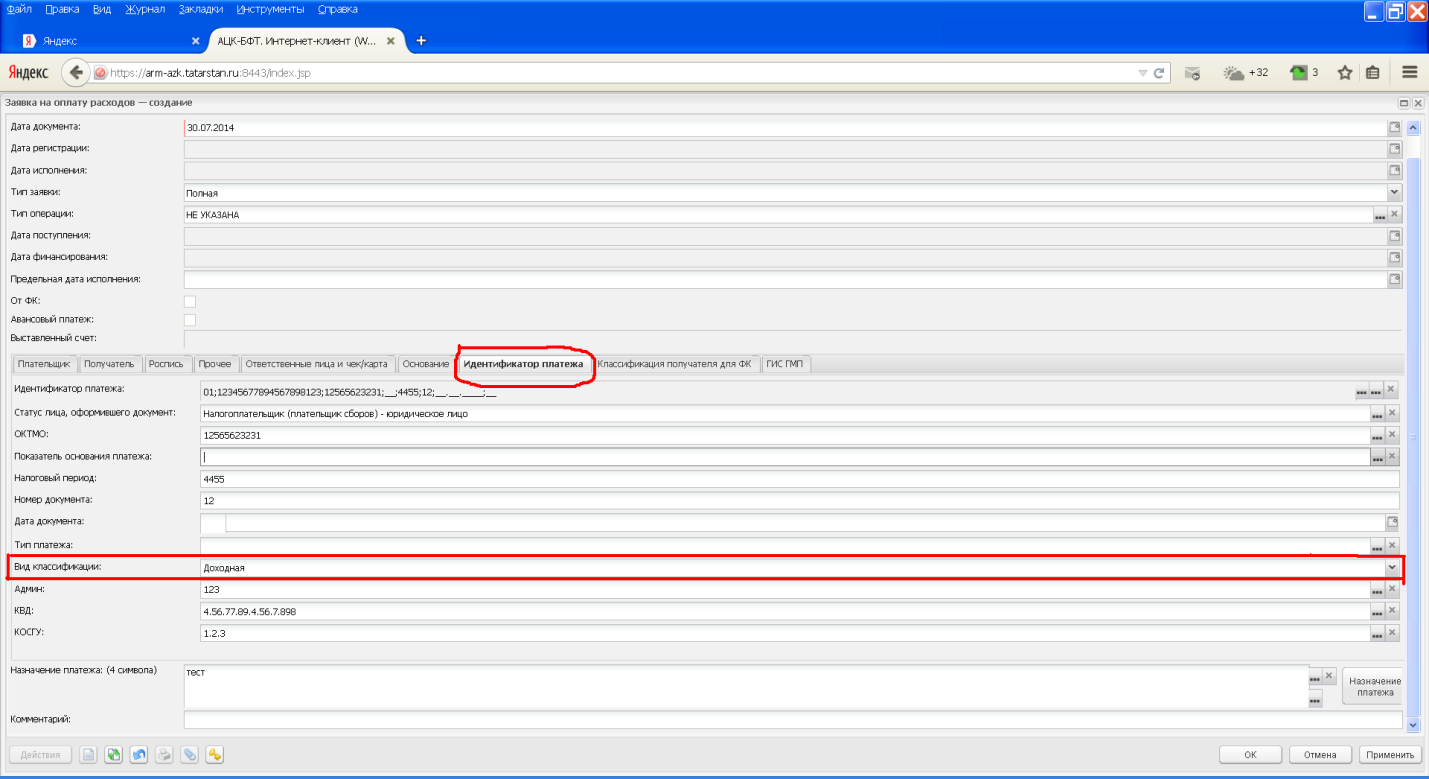 Файл Правка Вид Журнал Закладки Инструменты Справка
Я Яндекс × АЦК-БФТ. Интернет-клиент (W... × +
Яндекс https://arm-azk.tatarstan.ru:8443/index.jsp +32 3
Заявка на оплату расходов — создание
Дата документа: 30.07.2014
Дата регистрации:
Дата исполнения:
Тип заявки: Полная
Тип операции: НЕ УКАЗАНА
Дата поступления:
Дата финансирования:
Предельная дата исполнения:
От ФК:
Авансовый платеж:
Выставленный счет:
Плательщик Получатель Роспись Прочее Ответственные лица и чек/карта Основание Идентификатор платежа Классификация получателя для ФК ГИС ГМП
Идентификатор платежа: 01;12345677894567898123;12565623231;__;4455;12;__.__.____;__
Статус лица, оформившего документ: Налогоплательщик (плательщик сборов) - юридическое лицо
ОКТМО: 12565623231
Показатель основания платежа:
Налоговый период: 4455
Номер документа: 12
Дата документа:
Тип платежа:
Вид классификации: Доходная
Админ: 123
КВД: 4.56.77.89.4.56.7.898
КОСГУ: 1.2.3
Назначение платежа: (4 символа) тест
Назначение
платежа
Комментарий:
Действия ОК Отмена Применить